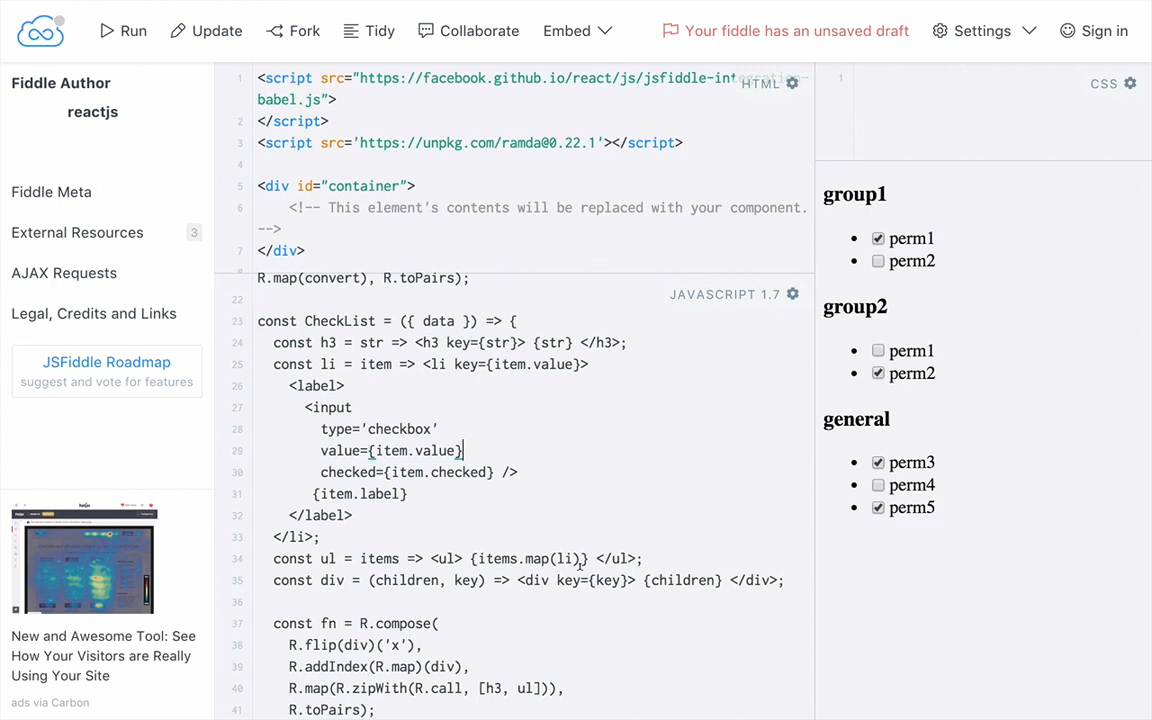 Run
Update
Fork
Tidy
Collaborate
Embed
Your fiddle has an unsaved draft
Settings
Sign in
Fiddle Author
reactjs
Fiddle Meta
External Resources 3
AJAX Requests
Legal, Credits and Links
JSFiddle Roadmap
suggest and vote for features
New and Awesome Tool: See
How Your Visitors are Really
Using Your Site
ads via Carbon
HTML
1 <script src="https://facebook.github.io/react/js/jsfiddle-integration-
babel.js">
2 </script>
3 <script src='https://unpkg.com/ramda@0.22.1'></script>
4
5 <div id="container">
6 <!-- This element's contents will be replaced with your component.
-->
7 </div>
JAVASCRIPT 1.7
R.map(convert), R.toPairs);
22
23 const CheckList = ({ data }) => {
24 const h3 = str => <h3 key={str}> {str} </h3>;
25 const li = item => <li key={item.value}>
26 <label>
27 <input
28 type='checkbox'
29 value={item.value}
30 checked={item.checked} />
31 {item.label}
32 </label>
33 </li>;
34 const ul = items => <ul> {items.map(li)} </ul>;
35 const div = (children, key) => <div key={key}> {children} </div>;
36
37 const fn = R.compose(
38 R.flip(div)('x'),
39 R.addIndex(R.map)(div),
40 R.map(R.zipWith(R.call, [h3, ul])),
41 R.toPairs);
1
CSS
group1
perm1
perm2
group2
perm1
perm2
general
perm3
perm4
perm5